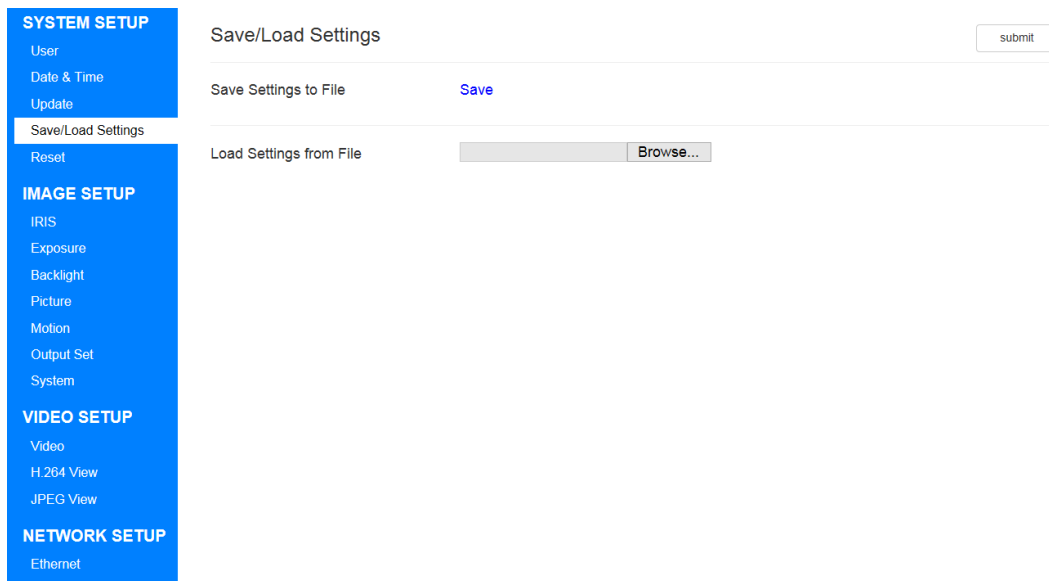 SYSTEM SETUP
User
Date & Time
Update
Save/Load Settings
Reset
IMAGE SETUP
IRIS
Exposure
Backlight
Picture
Motion
Output Set
System
VIDEO SETUP
Video
H.264 View
JPEG View
NETWORK SETUP
Ethernet
Save/Load Settings
submit
Save Settings to File Save
Load Settings from File Browse...